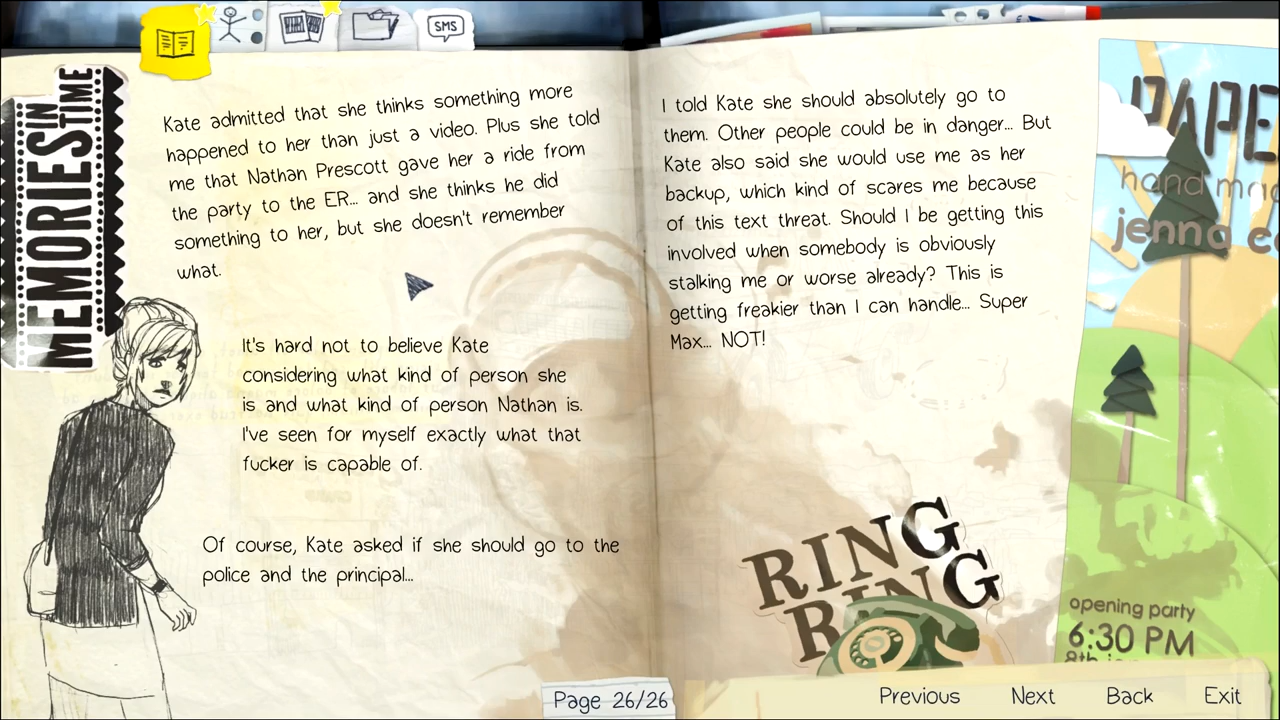 SMS
MEMORIES IN TIME
Kate admitted that she thinks something more
happened to her than just a video. Plus she told
me that Nathan Prescott gave her a ride from
the party to the ER... and she thinks he did
something to her, but she doesn't remember
what.
It's hard not to believe Kate
considering what kind of person she
is and what kind of person Nathan is.
I've seen for myself exactly what that
fucker is capable of.
Of course, Kate asked if she should go to the
police and the principal...
I told Kate she should absolutely go to
them. Other people could be in danger... But
Kate also said she would use me as her
backup, which kind of scares me because
of this text threat. Should I be getting this
involved when somebody is obviously
stalking me or worse already? This is
getting freakier than I can handle... Super
Max... NOT!
RING
RING
PAPE
hand mad
jenna
opening party
6:30 PM
8th
Page 26/26
Previous Next Back Exit